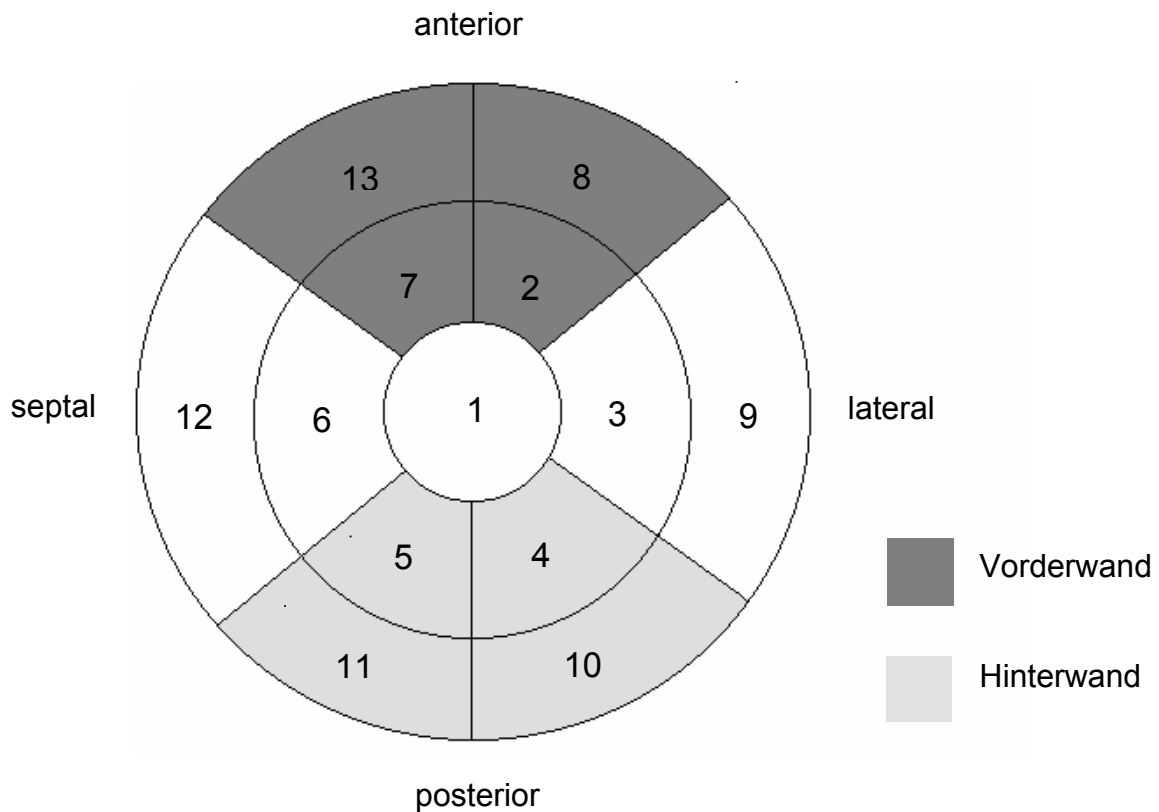 anterior
13
8
7
2
septal
12
6
1
3
9
lateral
5
4
Vorderwand
11
10
Hinterwand
posterior